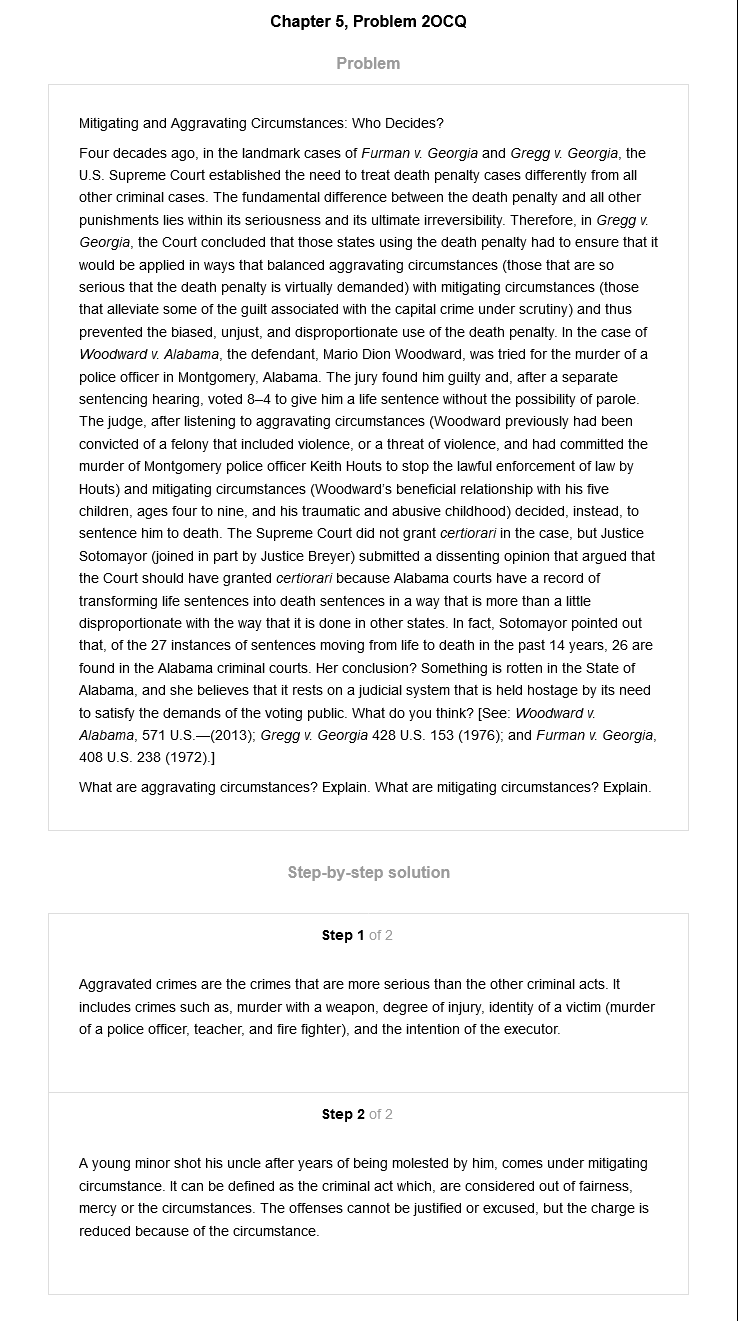 Chapter 5, Problem 2OCQ
Problem
Mitigating and Aggravating Circumstances: Who Decides?
Four decades ago, in the landmark cases of Furman v. Georgia and Gregg v. Georgia, the
U.S. Supreme Court established the need to treat death penalty cases differently from all
other criminal cases. The fundamental difference between the death penalty and all other
punishments lies within its seriousness and its ultimate irreversibility. Therefore, in Gregg v.
Georgia, the Court concluded that those states using the death penalty had to ensure that it
would be applied in ways that balanced aggravating circumstances (those that are so
serious that the death penalty is virtually demanded) with mitigating circumstances (those
that alleviate some of the guilt associated with the capital crime under scrutiny) and thus
prevented the biased, unjust, and disproportionate use of the death penalty. In the case of
Woodward v. Alabama, the defendant, Mario Dion Woodward, was tried for the murder of a
police officer in Montgomery, Alabama. The jury found him guilty and, after a separate
sentencing hearing, voted 8–4 to give him a life sentence without the possibility of parole.
The judge, after listening to aggravating circumstances (Woodward previously had been
convicted of a felony that included violence, or a threat of violence, and had committed the
murder of Montgomery police officer Keith Houts to stop the lawful enforcement of law by
Houts) and mitigating circumstances (Woodward's beneficial relationship with his five
children, ages four to nine, and his traumatic and abusive childhood) decided, instead, to
sentence him to death. The Supreme Court did not grant certiorari in the case, but Justice
Sotomayor (joined in part by Justice Breyer) submitted a dissenting opinion that argued that
the Court should have granted certiorari because Alabama courts have a record of
transforming life sentences into death sentences in a way that is more than a little
disproportionate with the way that it is done in other states. In fact, Sotomayor pointed out
that, of the 27 instances of sentences moving from life to death in the past 14 years, 26 are
found in the Alabama criminal courts. Her conclusion? Something is rotten in the State of
Alabama, and she believes that it rests on a judicial system that is held hostage by its need
to satisfy the demands of the voting public. What do you think? [See: Woodward v.
Alabama, 571 U.S.—(2013); Gregg v. Georgia 428 U.S. 153 (1976); and Furman v. Georgia,
408 U.S. 238 (1972).]
What are aggravating circumstances? Explain. What are mitigating circumstances? Explain.
Step-by-step solution
Step 1 of 2
Aggravated crimes are the crimes that are more serious than the other criminal acts. It
includes crimes such as, murder with a weapon, degree of injury, identity of a victim (murder
of a police officer, teacher, and fire fighter), and the intention of the executor.
Step 2 of 2
A young minor shot his uncle after years of being molested by him, comes under mitigating
circumstance. It can be defined as the criminal act which, are considered out of fairness,
mercy or the circumstances. The offenses cannot be justified or excused, but the charge is
reduced because of the circumstance.